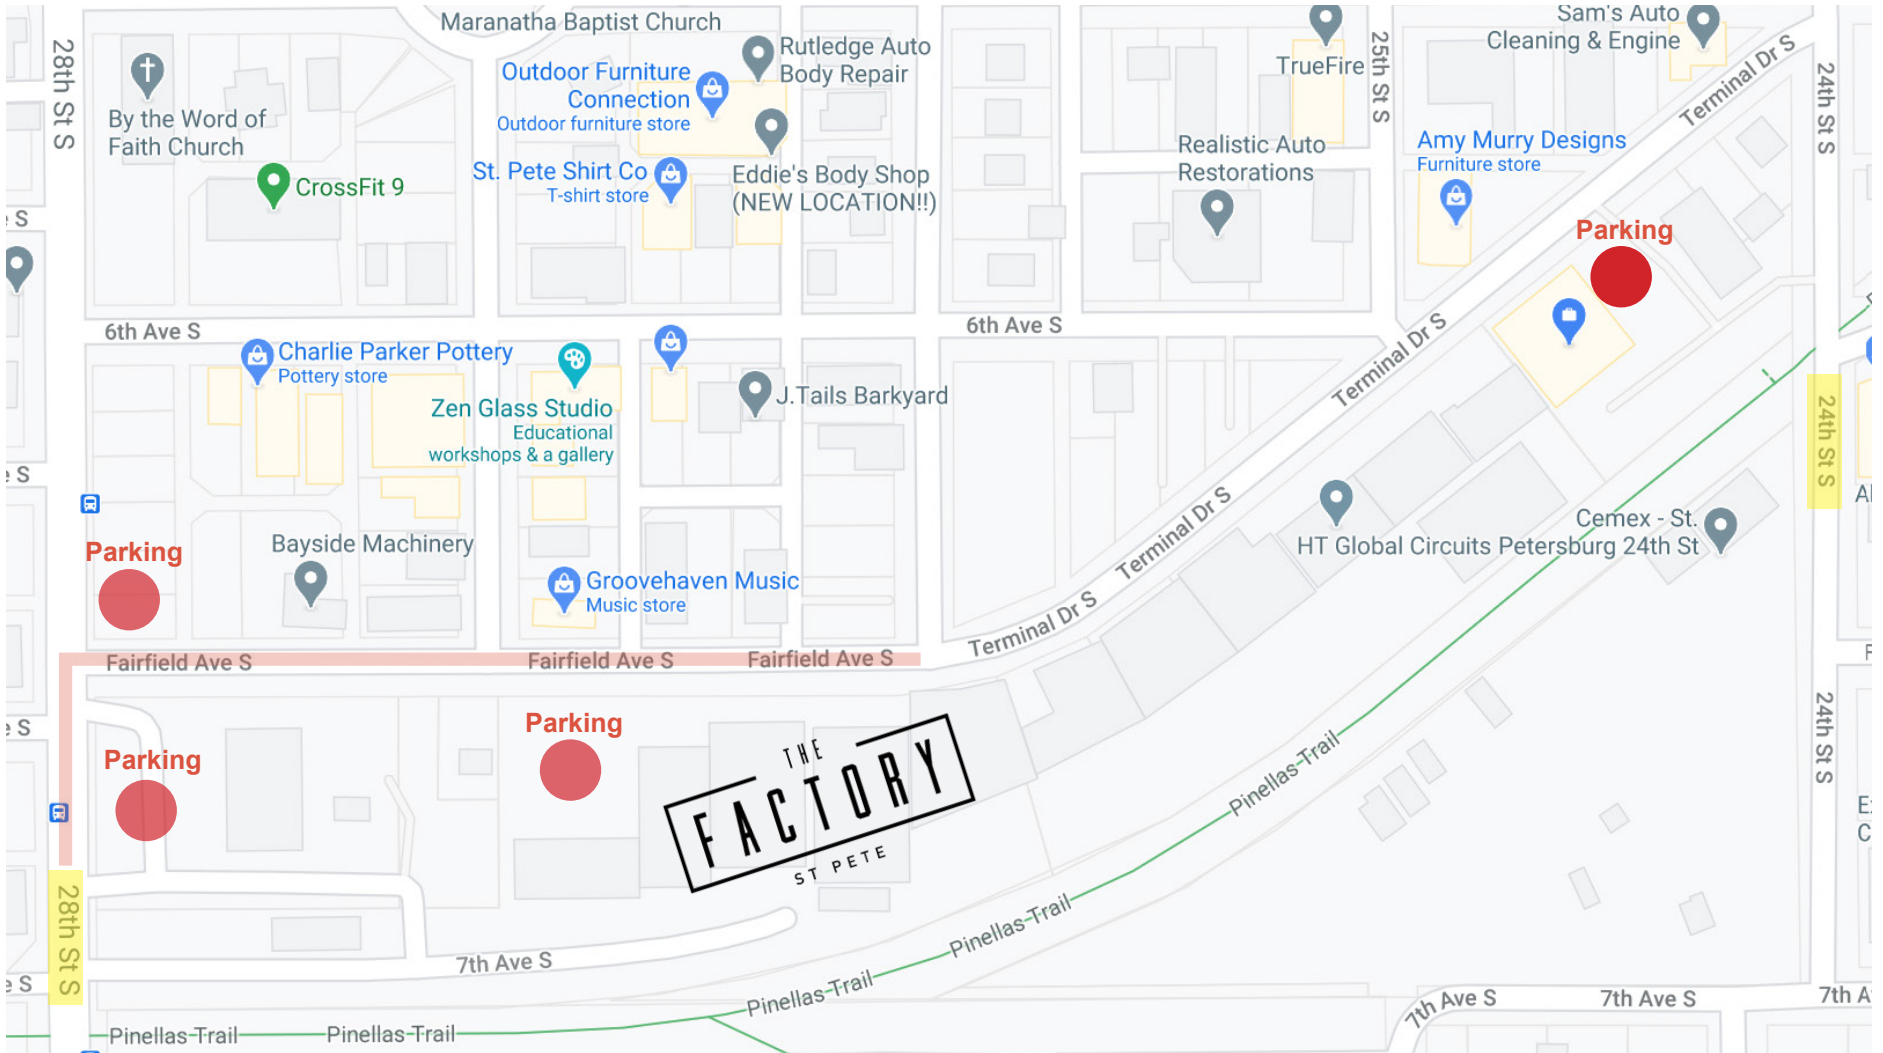 Maranatha Baptist Church
28th St S
By the Word of
Faith Church
CrossFit 9
Outdoor Furniture
Connection
Outdoor furniture store
Rutledge Auto
Body Repair
St. Pete Shirt Co
T-shirt store
Eddie's Body Shop
(NEW LOCATION!!)
TrueFire
25th St S
Sam's Auto
Cleaning & Engine
Terminal Dr S
24th St S
Realistic Auto
Restorations
Amy Murry Designs
Furniture store
Parking
e S
6th Ave S
6th Ave S
Terminal Dr S
Charlie Parker Pottery
Pottery store
Zen Glass Studio
Educational
workshops & a gallery
J.Tails Barkyard
24th St S
e S
Terminal Dr S
HT Global Circuits
Cemex - St.
Petersburg 24th St
Al
Parking
Bayside Machinery
Groovehaven Music
Music store
Terminal Dr S
Fairfield Ave S
Fairfield Ave S
Fairfield Ave S
F
e S
Parking
Parking
THE
FACTORY
ST PETE
Pinellas Trail
24th St S
E
C
28th St S
Pinellas Trail
7th Ave S
e S
Pinellas Trail
7th Ave S
7th Ave S
7th A
Pinellas Trail
Pinellas Trail